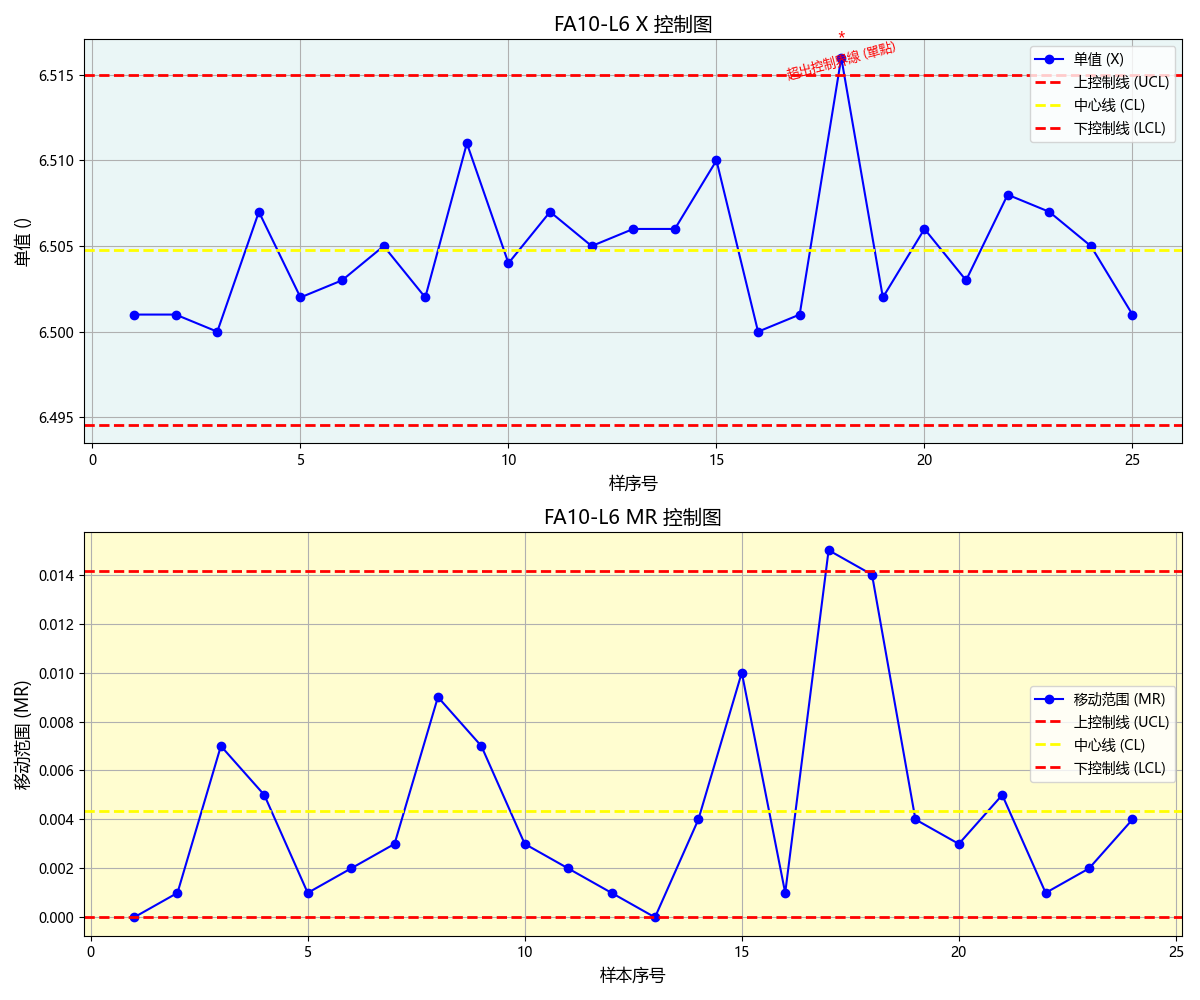 FA10-L6 X 控制图
*
超出控制界線 (單點)
单值 (X)
上控制线 (UCL)
中心线 (CL)
下控制线 (LCL)
6.515
6.510
6.505
6.500
6.495
单值 ()
0 5 10 15 20 25
样序号
FA10-L6 MR 控制图
0.014
0.012
0.010
0.008
0.006
0.004
0.002
0.000
移动范围 (MR)
移动范围 (MR)
上控制线 (UCL)
中心线 (CL)
下控制线 (LCL)
0 5 10 15 20 25
样本序号